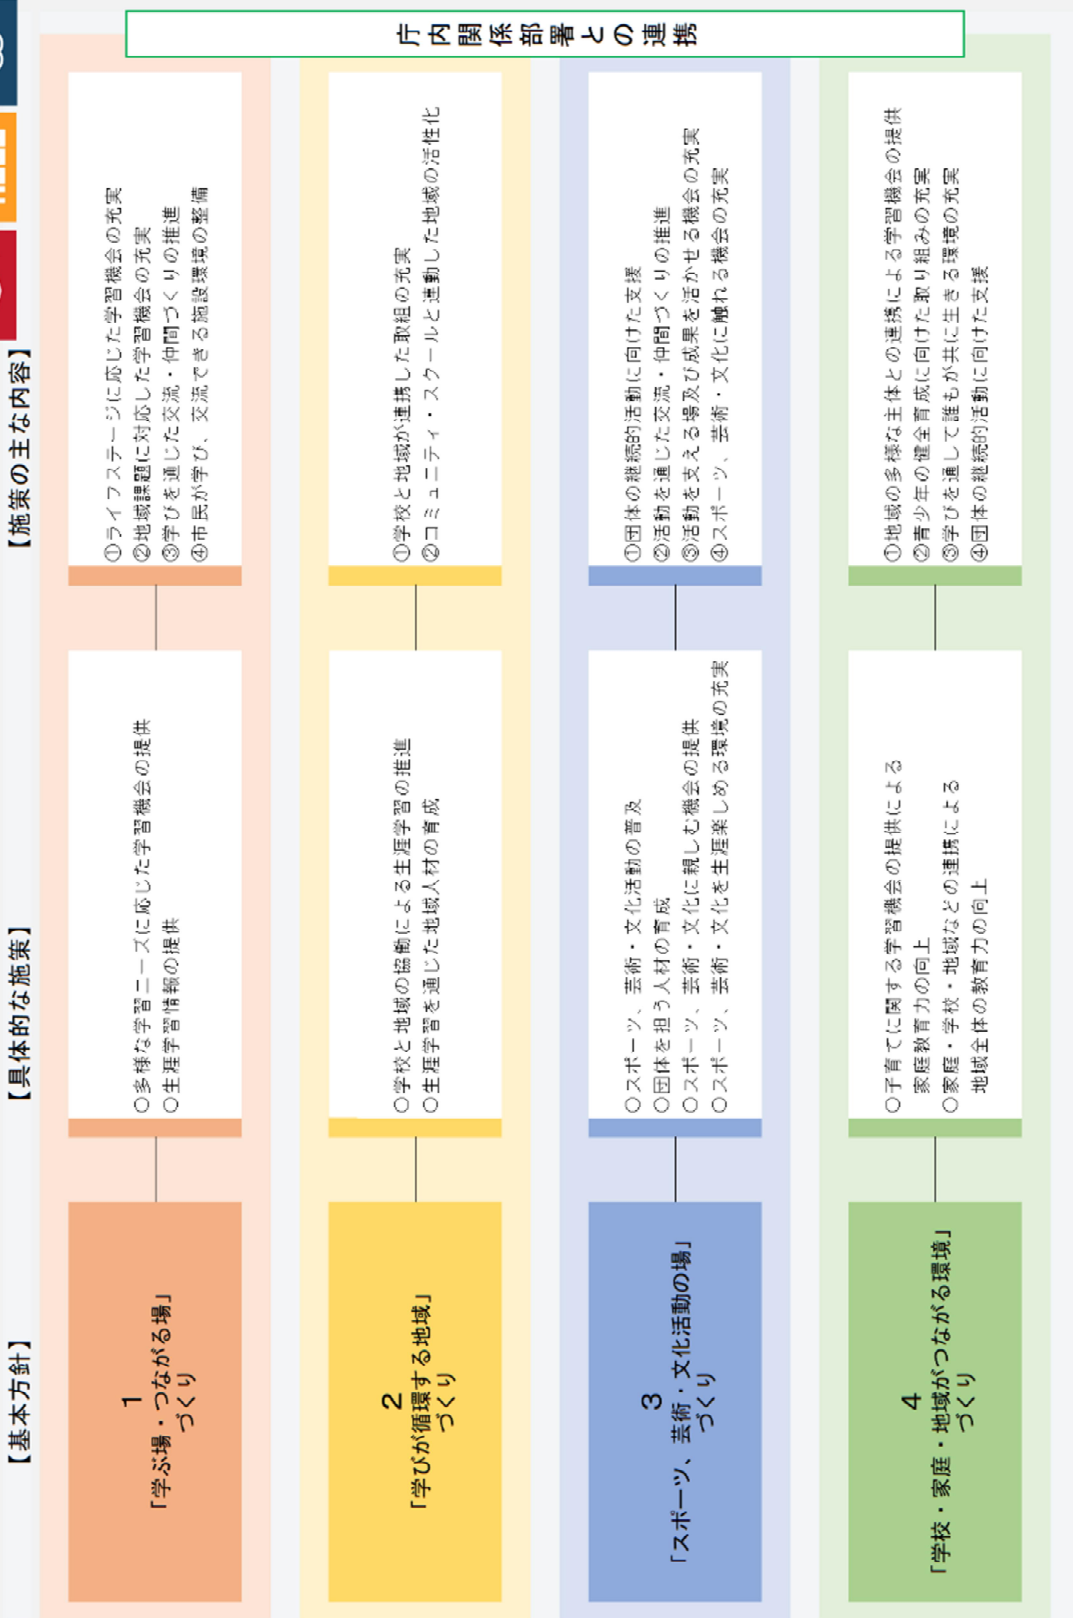 【基本方針】
【具体的な施策】
【施策の主な内容】
1
「学ぶ場・つながる場」
づくり
○多様な学習ニーズに応じた学習機会の提供
○生涯学習情報の提供
①ライフステージに応じた学習機会の充実
②地域課題に対応した学習機会の充実
③学びを通じた交流・仲間づくりの推進
④市民が学び、交流できる施設環境の整備
2
「学びが循環する地域」
づくり
○学校と地域の協働による生涯学習の推進
○生涯学習を通じた地域人材の育成
①学校と地域が連携した取組の充実
②コミュニティ・スクールと連動した地域の活性化
3
「スポーツ、芸術・文化活動の場」
づくり
○スポーツ、芸術・文化活動の普及
○団体を担う人材の育成
○スポーツ、芸術・文化に親しむ機会の提供
○スポーツ、芸術・文化を生涯楽しめる環境の充実
①団体の継続的活動に向けた支援
②活動を通じた交流・仲間づくりの推進
③活動を支える場及び成果を活かせる機会の充実
④スポーツ、芸術・文化に触れる機会の充実
4
「学校・家庭・地域がつながる環境」
づくり
○子育てに関する学習機会の提供による
家庭教育力の向上
○家庭・学校・地域などの連携による
地域全体の教育力の向上
①地域の多様な主体との連携による学習機会の提供
②青少年の健全育成に向けた取り組みの充実
③学びを通して誰もが共に生きる環境の充実
④団体の継続的活動に向けた支援
庁内関係部署との連携